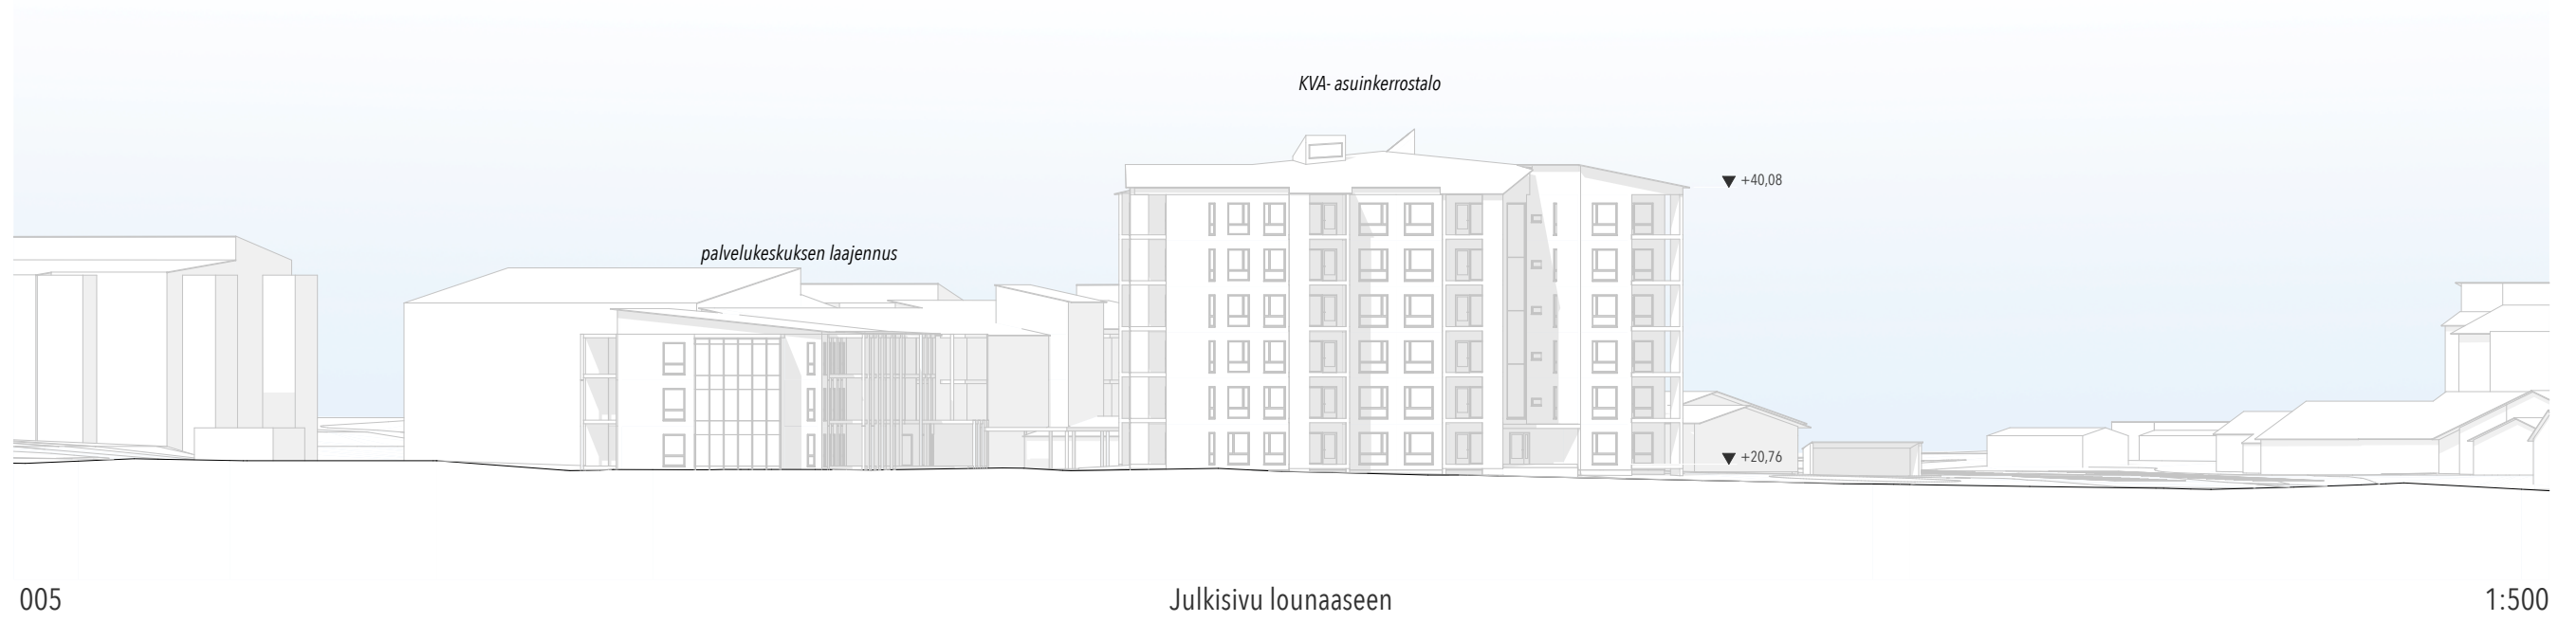 KVA- asuinkerrostalo
+40,08
palvelukeskuksen laajennus
+20,76
005
Julkisivu lounaaseen
1:500